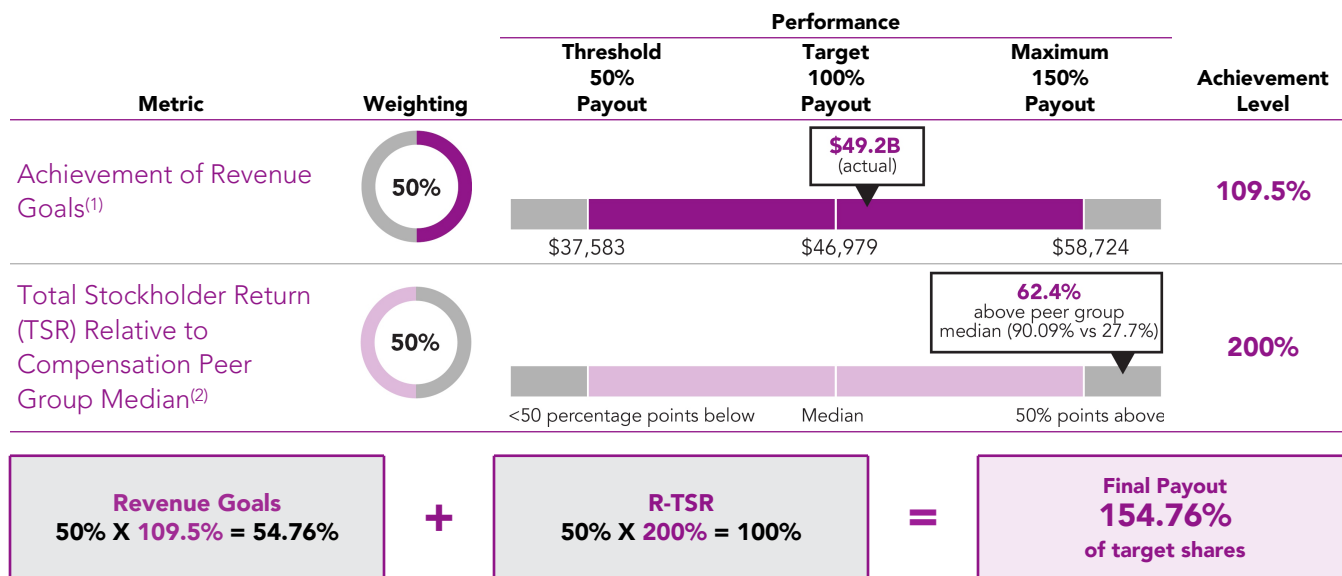 Performance
Metric
Weighting
Threshold
50%
Payout
Target
100%
Payout
Maximum
150%
Payout
Achievement
Level
Achievement of Revenue
Goals(1)
50%
$49.2B
(actual)
$37,583
$46,979
$58,724
109.5%
Total Stockholder Return
(TSR) Relative to
Compensation Peer
Group Median(2)
50%
62.4%
above peer group
median (90.09% vs 27.7%)
<50 percentage points below
Median
50% points above
200%
Revenue Goals
50% X 109.5% = 54.76%
+
R-TSR
50% X 200% = 100%
=
Final Payout
154.76%
of target shares